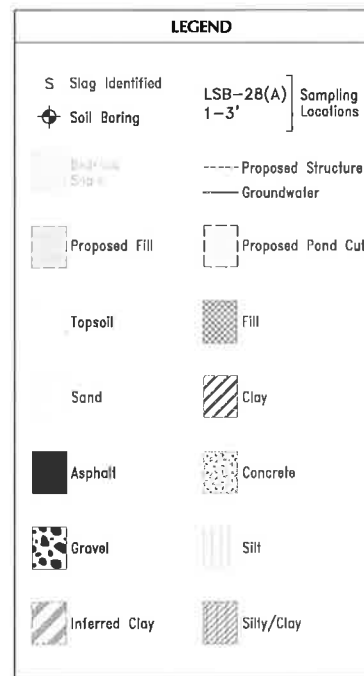 LEGEND
S Slag Identified
Soil Boring
LSB-28(A)
1-3'
Sampling
Locations
Proposed Structure
Groundwater
Proposed Fill
Proposed Pond Cut
Topsoil
Fill
Sand
Clay
Asphalt
Concrete
Gravel
Silt
Inferred Clay
Silty/Clay